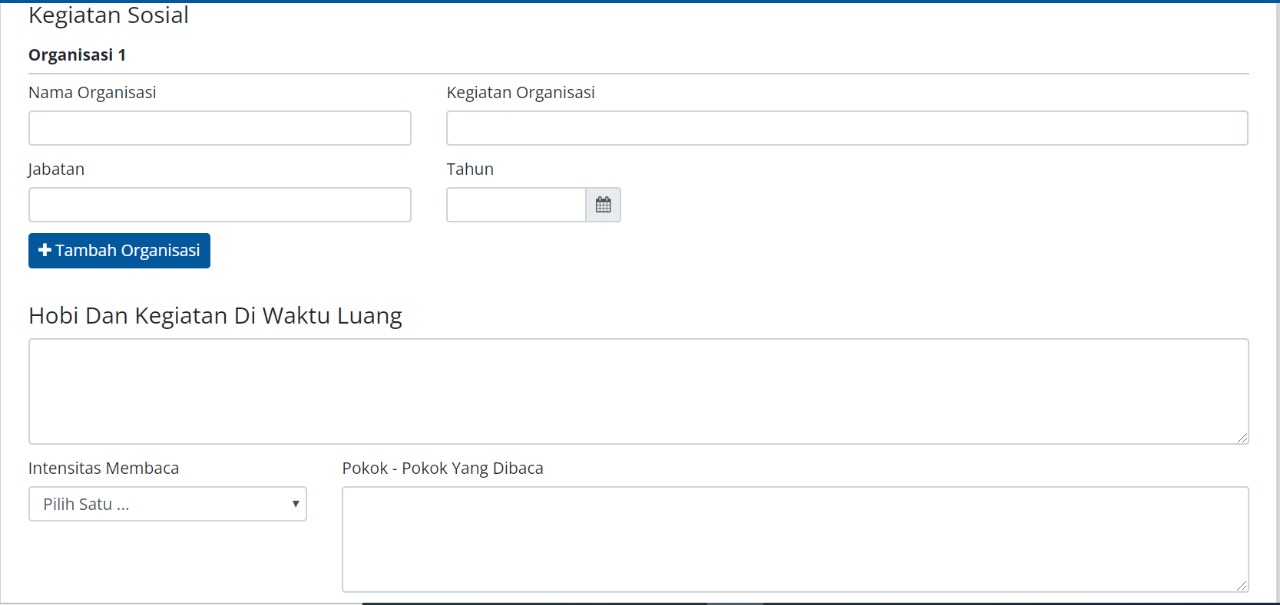 Kegiatan Sosial
Organisasi 1
Nama Organisasi Kegiatan Organisasi
Jabatan Tahun
Tambah Organisasi
Hobi Dan Kegiatan Di Waktu Luang
Intensitas Membaca Pokok - Pokok Yang Dibaca
Pilih Satu ...